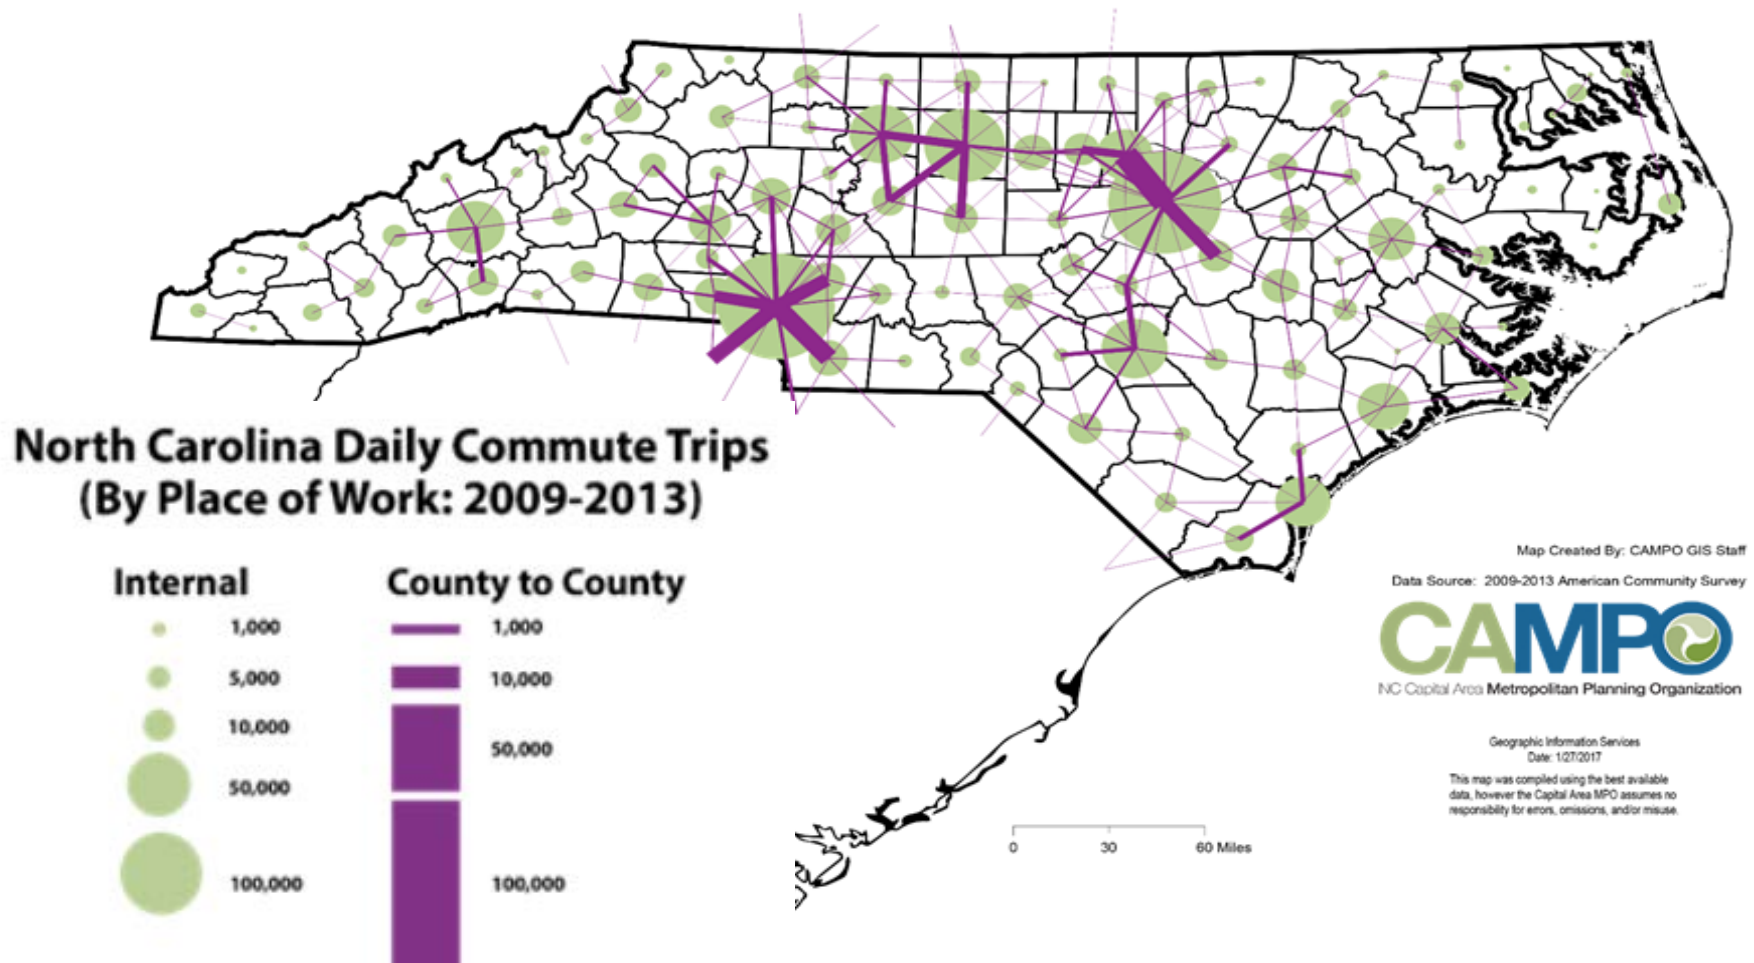 North Carolina Daily Commute Trips
(By Place of Work: 2009-2013)
Internal
1,000
5,000
10,000
50,000
100,000
County to County
1,000
10,000
50,000
100,000
Map Created By: CAMPO GIS Staff
Data Source: 2009-2013 American Community Survey
CAMPO
NC Capital Area Metropolitan Planning Organization
Geographic Information Services
Date: 1/27/2017
This map was compiled using the best available
data, however the Capital Area MPO assumes no
responsibility for errors, omissions, and/or misuse.
0 30 60 Miles